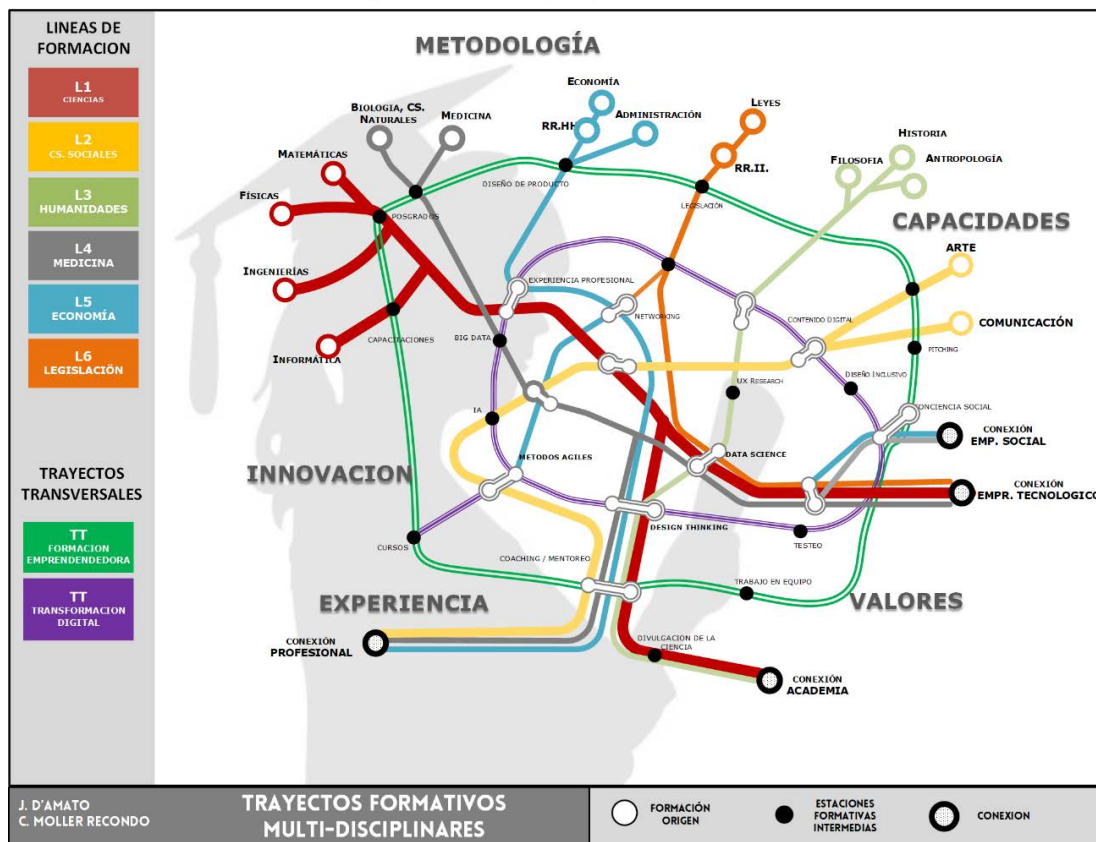 LINEAS DE
FORMACION
L1
CIENCIAS
L2
CS. SOCIALES
L3
HUMANIDADES
L4
MEDICINA
L5
ECONOMÍA
L6
LEGISLACIÓN
TRAYECTOS
TRANSVERSALES
TT
FORMACION
EMPRENDENDEDORA
TT
TRANSFORMACION
DIGITAL
METODOLOGÍA
ECONOMÍA
BIOLOGIA, CS.
NATURALES
MEDICINA
RR.HH
ADMINISTRACIÓN
LEYES
RR.II.
HISTORIA
FILOSOFIA
ANTROPOLOGÍA
MATEMÁTICAS
FÍSICAS
INGENIERÍAS
INFORMÁTICA
POSGRADOS
DISEÑO DE PRODUCTO
LEGISLACIÓN
CAPACIDADES
ARTE
COMUNICACIÓN
EXPERIENCIA PROFESIONAL
NETWORKING
CONTENIDO DIGITAL
PITCHING
CAPACITACIONES
BIG DATA
UX RESEARCH
DISEÑO INCLUSIVO
IA
CONCIENCIA SOCIAL
CONEXIÓN
EMP. SOCIAL
INNOVACION
METODOS AGILES
DATA SCIENCE
CONEXIÓN
EMPR. TECNOLOGICO
DESIGN THINKING
TESTEO
CURSOS
COACHING / MENTOREO
TRABAJO EN EQUIPO
EXPERIENCIA
VALORES
CONEXIÓN
PROFESIONAL
DIVULGACION DE LA
CIENCIA
CONEXIÓN
ACADEMIA
J. D'AMATO
C. MOLLER RECONDO
TRAYECTOS FORMATIVOS
MULTI-DISCIPLINARES
FORMACIÓN
ORIGEN
ESTACIONES
FORMATIVAS
INTERMEDIAS
CONEXION